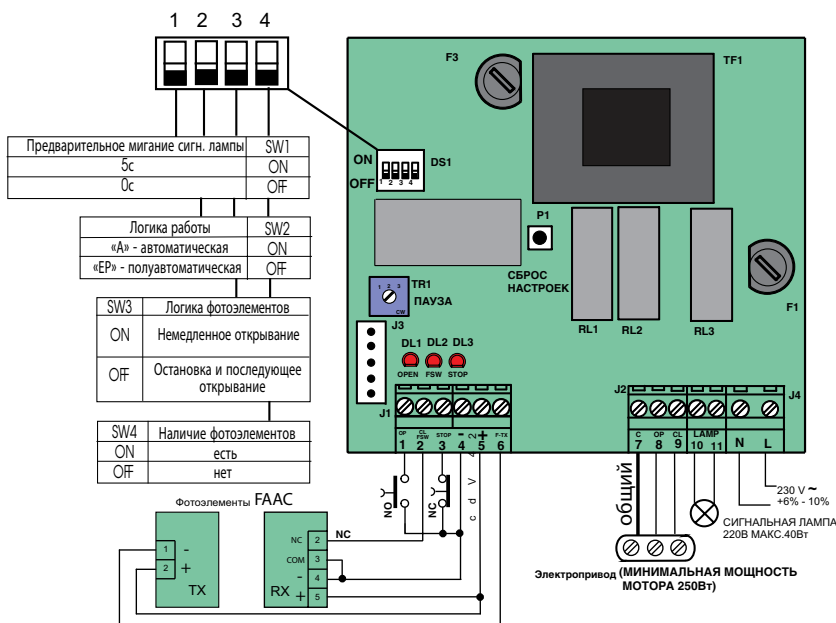 1 2 3 4
Предварительное мигание сигн. лампы SW1
5с ON
0с OFF
Логика работы SW2
«А» - автоматическая ON
«ЕР» - полуавтоматическая OFF
SW3 Логика фотоэлементов
ON Немедленное открывание
OFF Остановка и последующее
открывание
SW4 Наличие фотоэлементов
ON есть
OFF нет
F3
TF1
ON
OFF
DS1
1 2 3 4
P1
СБРОС
НАСТРОЕК
TR1
ПАУЗА
1 2 3
CW
J3
DL1 DL2 DL3
OPEN FSW STOP
RL1 RL2 RL3
F1
J1
J2
J4
OP CL FSW STOP - + F-TX
1 2 3 4 5 6
C OP CL LAMP
7 8 9 10 11 N L
NO
NC
2 4 V d c
общий
230 V ~
+6% - 10%
СИГНАЛЬНАЯ ЛАМПА
220В МАКС.40Вт
Электропривод (МИНИМАЛЬНАЯ МОЩНОСТЬ
МОТОРА 250Вт)
Фотоэлементы FAAC
1 -
2 +
TX
NC 2 NC
COM 3
- 4
RX + 5